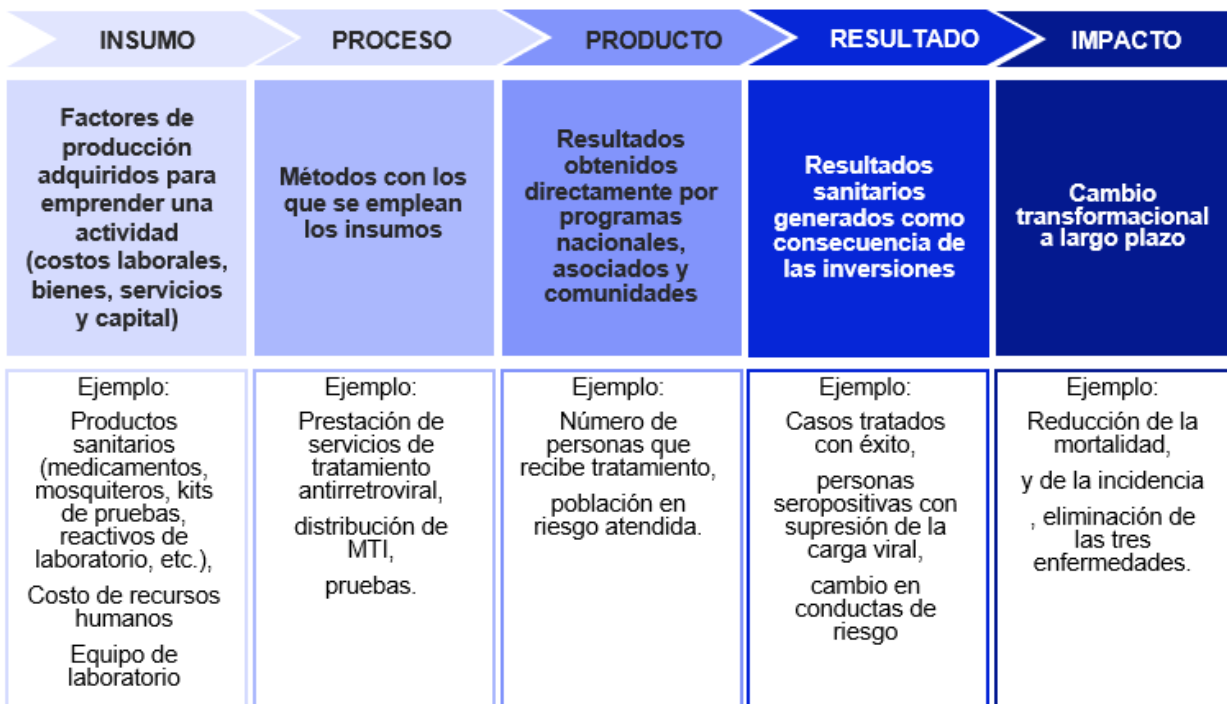 INSUMO
PROCESO
PRODUCTO
RESULTADO
IMPACTO
Factores de
producción
adquiridos para
emprender una
actividad
(costos laborales,
bienes, servicios
y capital)
Métodos con los
que se emplean
los insumos
Resultados
obtenidos
directamente por
programas
nacionales,
asociados y
comunidades
Resultados
sanitarios
generados como
consecuencia de
las inversiones
Cambio
transformacional
a largo plazo
Ejemplo:
Productos
sanitarios
(medicamentos,
mosquiteros, kits
de pruebas,
reactivos de
laboratorio, etc.),
Costo de recursos
humanos
Equipo de
laboratorio
Ejemplo:
Prestación de
servicios de
tratamiento
antirretroviral,
distribución de
MTI,
pruebas.
Ejemplo:
Número de
personas que
recibe tratamiento,
población en
riesgo atendida.
Ejemplo:
Casos tratados
con éxito,
personas
seropositivas con
supresión de la
carga viral,
cambio en
conductas de
riesgo
Ejemplo:
Reducción de la
mortalidad,
y de la incidencia
, eliminación de
las tres
enfermedades.